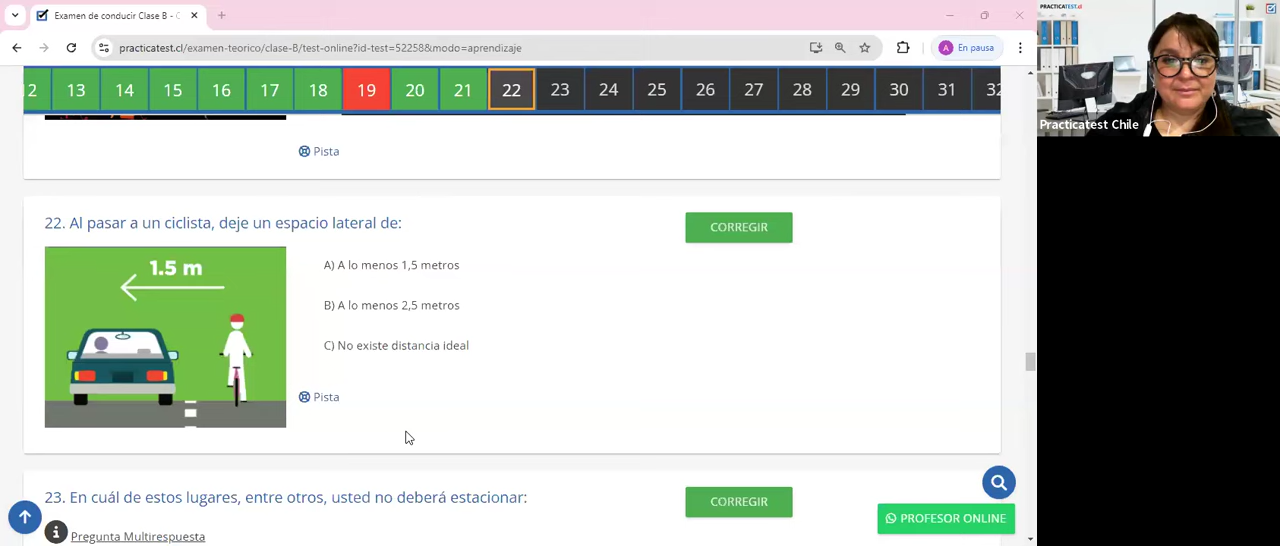 Examen de conducir Clase B - C
practicatest.cl/examen-teorico/clase-B/test-online?id-test=52258&modo=aprendizaje
A En pausa
12 13 14 15 16 17 18 19 20 21 22 23 24 25 26 27 28 29 30 31 32
Pista
22. Al pasar a un ciclista, deje un espacio lateral de:
CORREGIR
1.5 m
A) A lo menos 1,5 metros
B) A lo menos 2,5 metros
C) No existe distancia ideal
Pista
23. En cuál de estos lugares, entre otros, usted no deberá estacionar:
CORREGIR
Pregunta Multirespuesta
PROFESOR ONLINE
PRACTICATEST.cl
Practicatest Chile